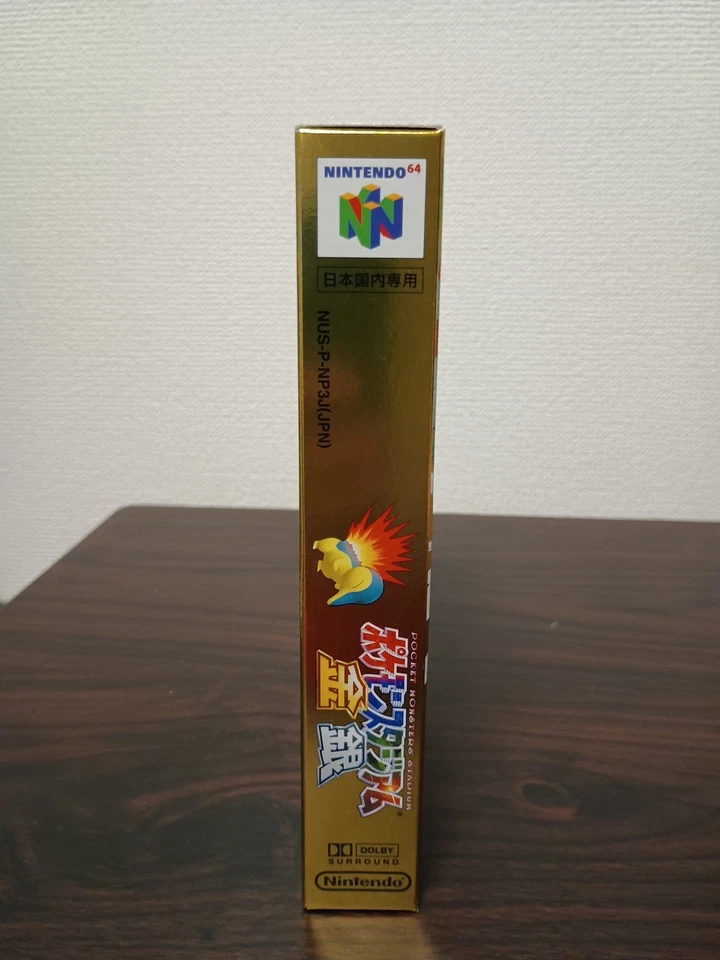 NINTENDO64
日本国内専用
NUS-P-NP3J(JPN)
POCKET MONSTERS STADIUM
ポケモンスタジアム
金 銀
DOLBY
SURROUND
Nintendo